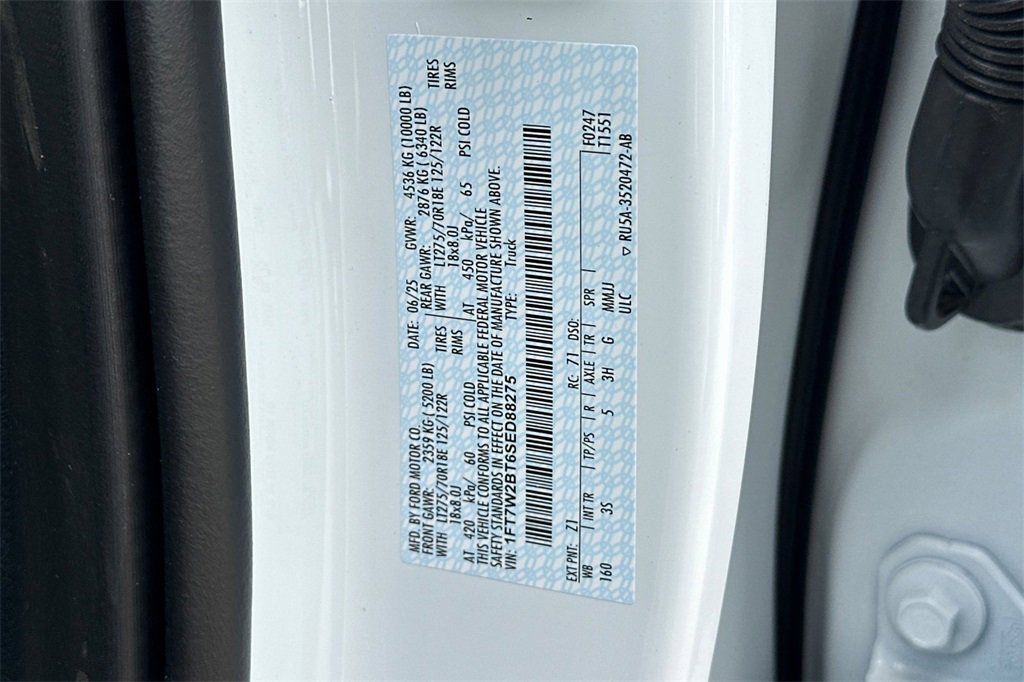 MFD. BY FORD MOTOR CO.
DATE: 06/25 GVWR: 4536 KG (10000 LB)
FRONT GAWR: 2359 KG (5200 LB) REAR GAWR: 2876 KG (6340 LB)
WITH LT275/70R18E 125/122R TIRES WITH LT275/70R18E 125/122R TIRES
18x8.0J RIMS 18x8.0J RIMS
AT 420 kPa/ 60 PSI COLD AT 450 kPa/ 65 PSI COLD
THIS VEHICLE CONFORMS TO ALL APPLICABLE FEDERAL MOTOR VEHICLE
SAFETY STANDARDS IN EFFECT ON THE DATE OF MANUFACTURE SHOWN ABOVE.
VIN: 1FT7W2BT6SED88275 TYPE: Truck
F0247
T1551
EXT PNT: Z1 RC: 71 DSO:
WB INT TR TP/PS R AXLE TR SPR
160 3S 5 3H G MMJJ
ULC
▽ RU5A-3520472-AB